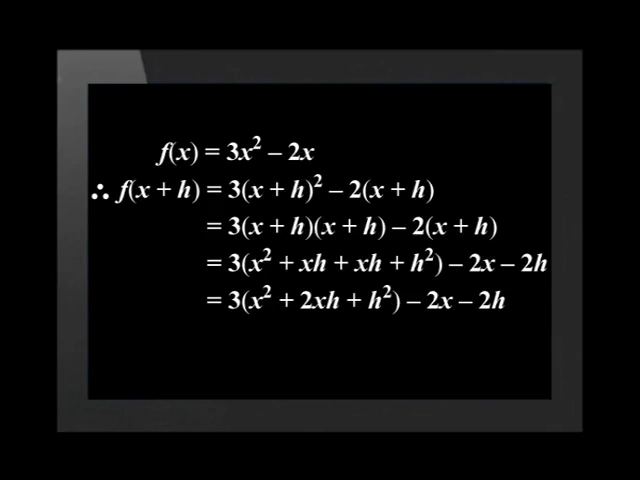 f(x) = 3x² – 2x
∴ f(x + h) = 3(x + h)² – 2(x + h)
= 3(x + h)(x + h) – 2(x + h)
= 3(x² + xh + xh + h²) – 2x – 2h
= 3(x² + 2xh + h²) – 2x – 2h